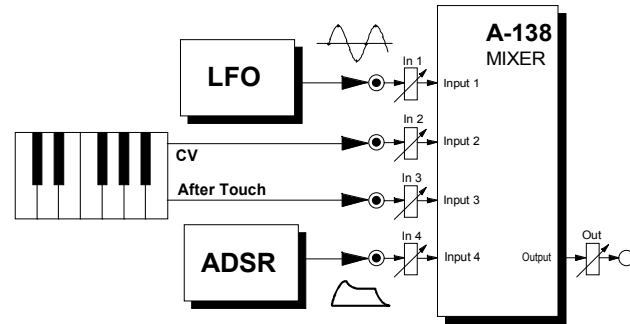 A-138
MIXER
LFO
In 1
Input 1
In 2
Input 2
CV
After Touch
In 3
Input 3
ADSR
In 4
Input 4
Output
Out